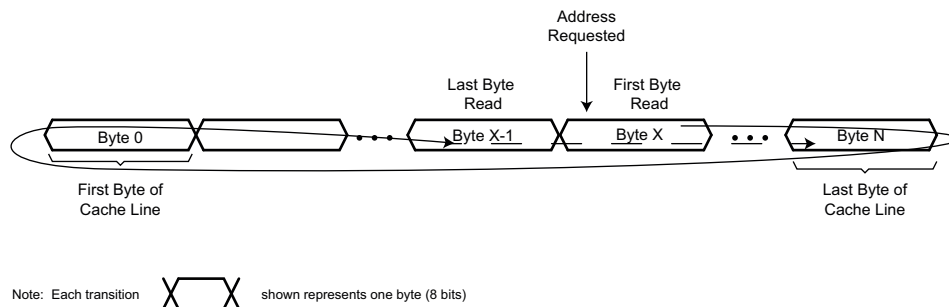 Address
Requested
Last Byte
Read
First Byte
Read
Byte 0
Byte X-1
Byte X
Byte N
First Byte of
Cache Line
Last Byte of
Cache Line
Note: Each transition shown represents one byte (8 bits)